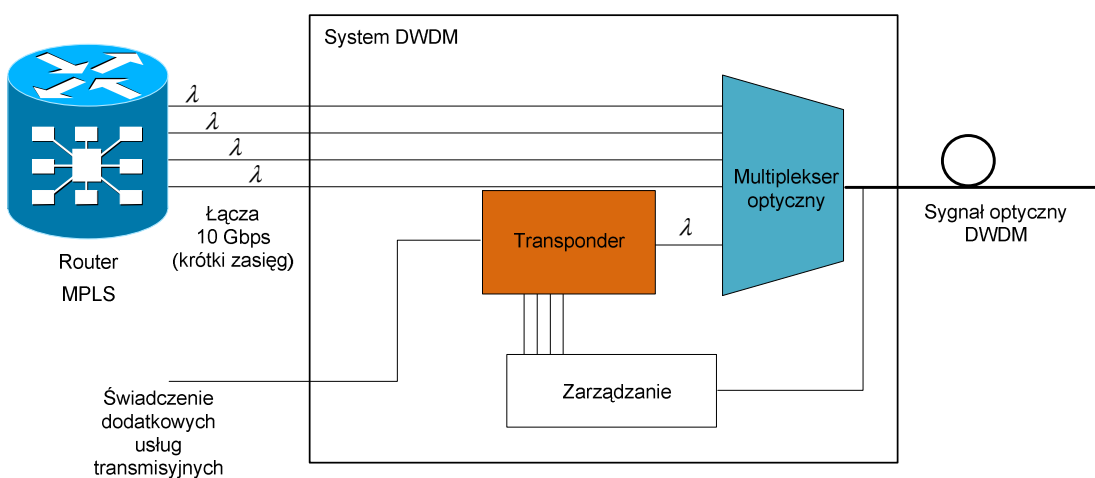 System DWDM
λ
λ
λ
λ
Łącza
10 Gbps
(krótki zasięg)
Router
MPLS
Transponder
λ
Multiplekser
optyczny
Sygnał optyczny
DWDM
Zarządzanie
Świadczenie
dodatkowych
usług
transmisyjnych